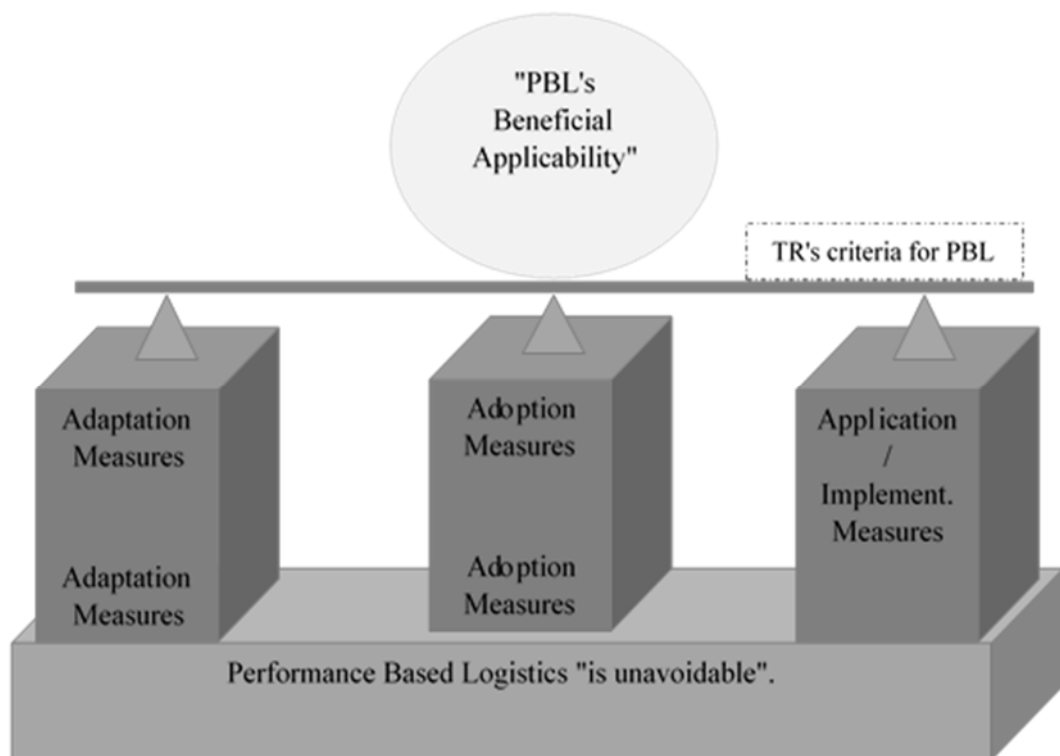 "PBL's
Beneficial
Applicability"
TR's criteria for PBL
Adaptation
Measures
Adaptation
Measures
Adoption
Measures
Adoption
Measures
Application
/
Implement.
Measures
Performance Based Logistics "is unavoidable".